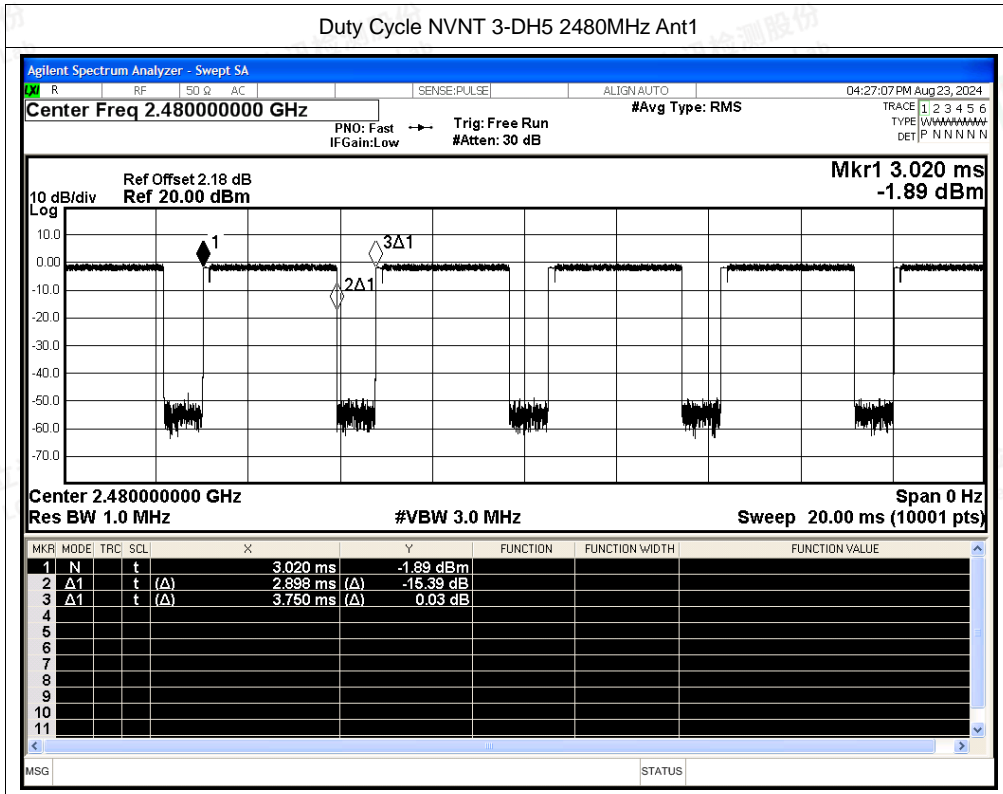 Duty Cycle NVNT 3-DH5 2480MHz Ant1
Agilent Spectrum Analyzer - Swept SA
LXI R RF 50 Ω AC SENSE:PULSE ALIGN AUTO 04:27:07 PM Aug 23, 2024
Center Freq 2.480000000 GHz #Avg Type: RMS TRACE 1 2 3 4 5 6
PNO: Fast Trig: Free Run TYPE WWWWWW
IFGain:Low #Atten: 30 dB DET P N N N N N
Mkr1 3.020 ms
-1.89 dBm
Ref Offset 2.18 dB
10 dB/div Ref 20.00 dBm
Log
10.0
0.00
-10.0
-20.0
-30.0
-40.0
-50.0
-60.0
-70.0
1
3Δ1
2Δ1
Center 2.480000000 GHz Span 0 Hz
Res BW 1.0 MHz #VBW 3.0 MHz Sweep 20.00 ms (10001 pts)
MKR MODE TRC SCL X Y FUNCTION FUNCTION WIDTH FUNCTION VALUE
1 N t 3.020 ms -1.89 dBm
2 Δ1 t (Δ) 2.898 ms (Δ) -15.39 dB
3 Δ1 t (Δ) 3.750 ms (Δ) 0.03 dB
4
5
6
7
8
9
10
11
MSG STATUS